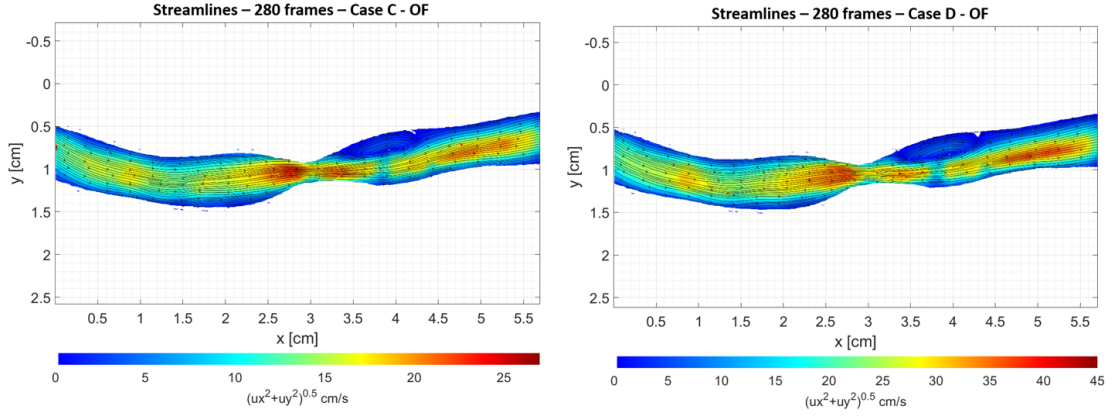 Streamlines – 280 frames – Case C - OF
-0.5
0
0.5
1
1.5
2
2.5
y [cm]
0.5 1 1.5 2 2.5 3 3.5 4 4.5 5 5.5
x [cm]
0 5 10 15 20 25
(ux²+uy²)^0.5 cm/s
Streamlines – 280 frames – Case D - OF
-0.5
0
0.5
1
1.5
2
2.5
y [cm]
0.5 1 1.5 2 2.5 3 3.5 4 4.5 5 5.5
x [cm]
0 5 10 15 20 25 30 35 40 45
(ux²+uy²)^0.5 cm/s